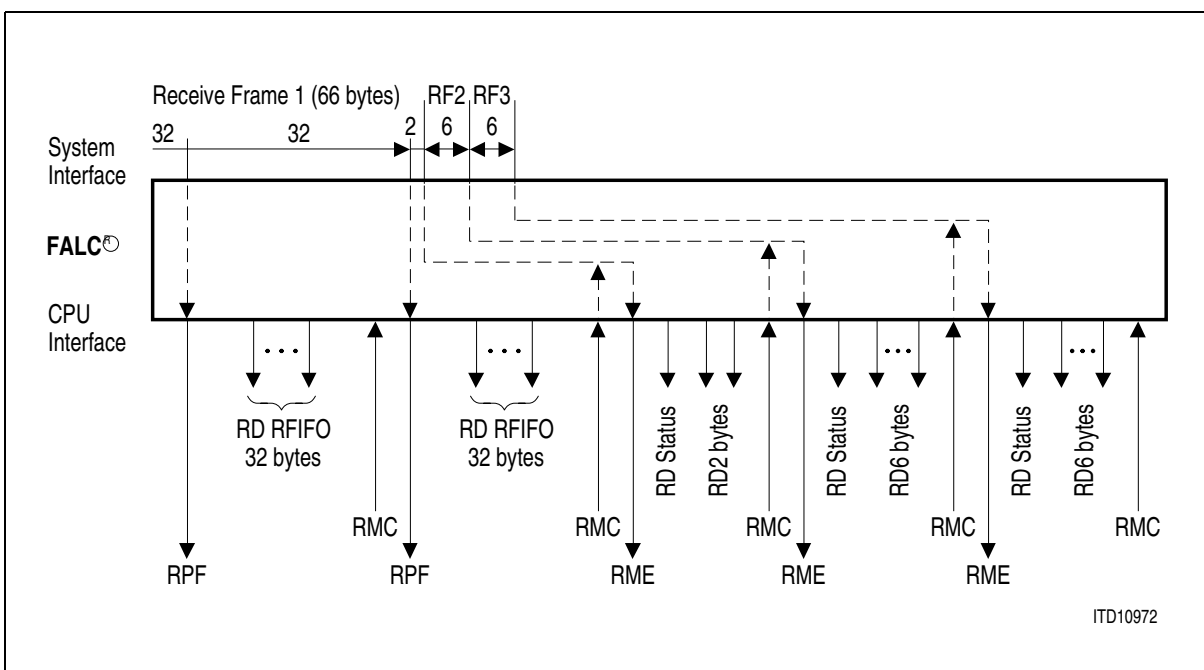 Receive Frame 1 (66 bytes) RF2 RF3
32 32 2 6 6
System
Interface
FALC®
CPU
Interface
• • • • • • • • • • • •
RD RFIFO
32 bytes
RD RFIFO
32 bytes
RD Status
RD2 bytes
RD Status
RD6 bytes
RD Status
RD6 bytes
RMC RMC RMC RMC RMC
RPF RPF RME RME RME
ITD10972